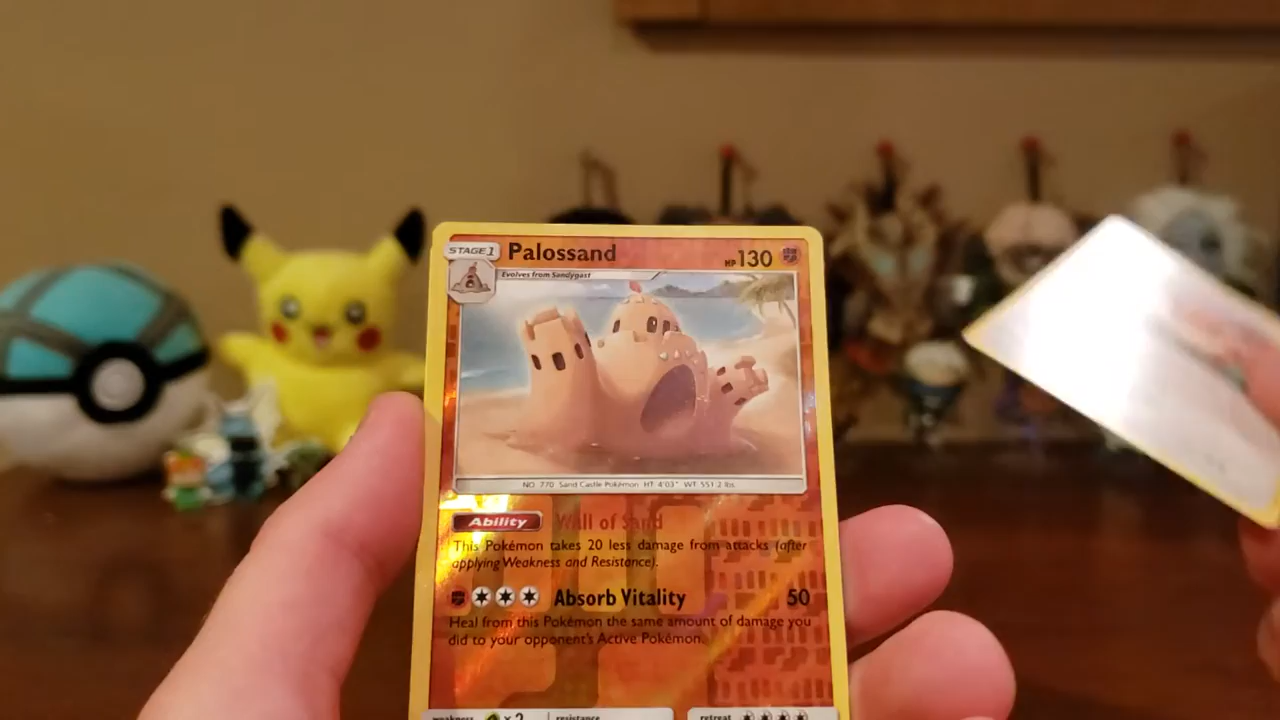 STAGE 1 Palossand HP 130
Evolves from Sandygast
NO. 770 Sand Castle Pokémon HT: 4'03" WT: 551.2 lbs
Ability Wall of Sand
This Pokémon takes 20 less damage from attacks (after
applying Weakness and Resistance).
Absorb Vitality 50
Heal from this Pokémon the same amount of damage you
did to your opponent's Active Pokémon.
weakness ×2 resistance retreat